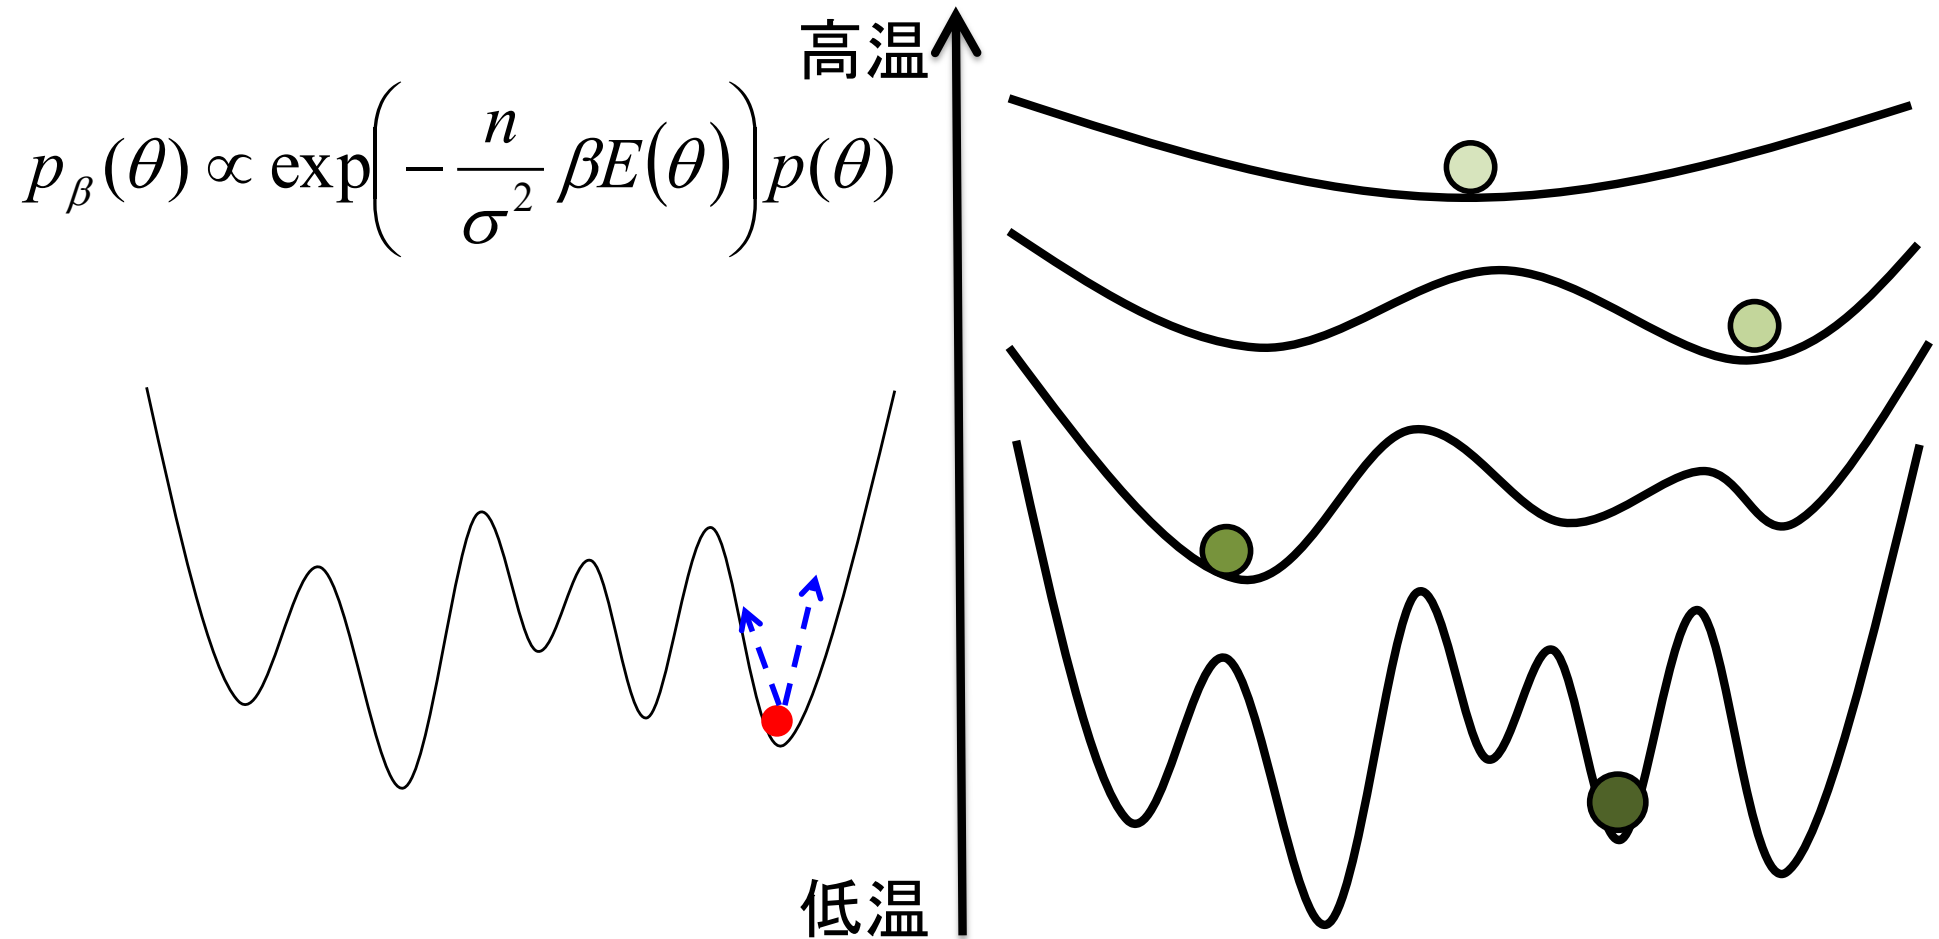 高温
p_β(θ) ∝ exp(−n/σ² βE(θ))p(θ)
低温